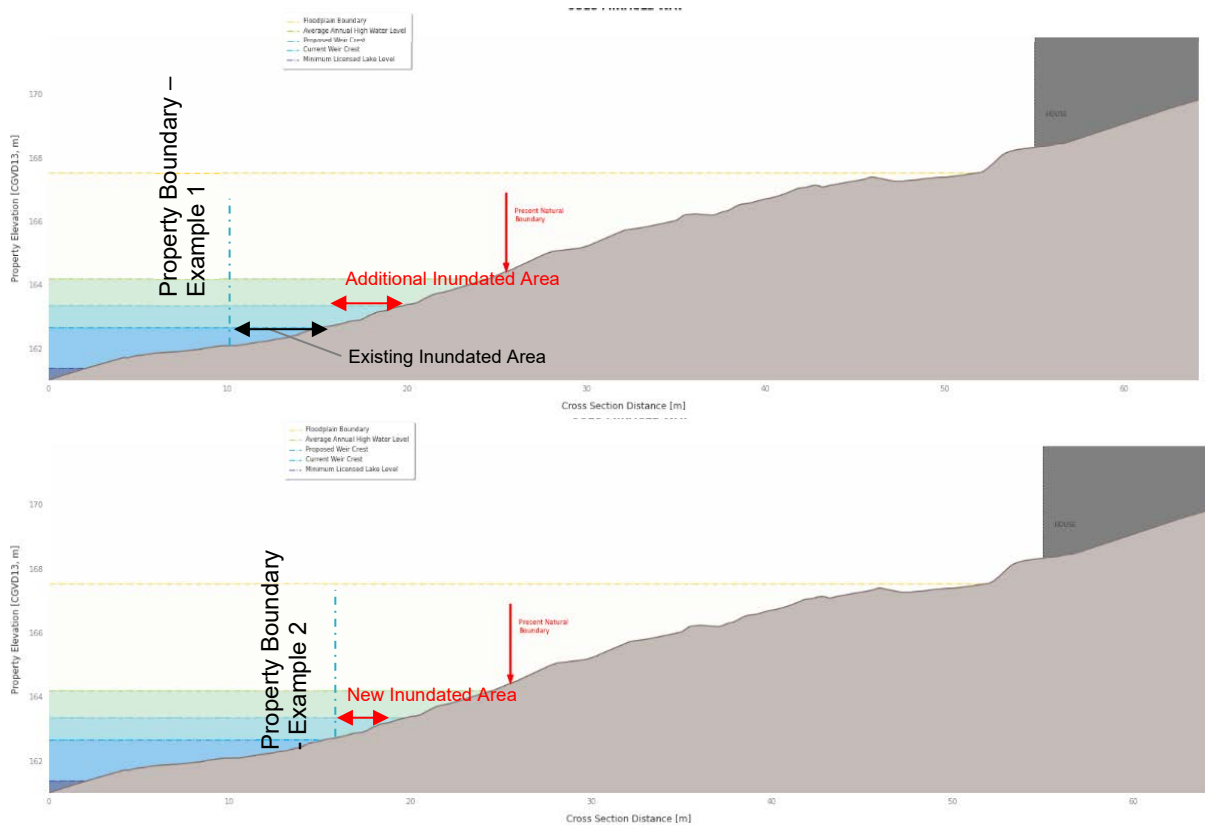 Floodplain Boundary
Average Annual High Water Level
Proposed Weir Crest
Current Weir Crest
Minimum Licensed Lake Level
Property Boundary –
Example 1
Property Elevation [CGVD13, m]
170
168
166
164
162
HOUSE
Present Natural
Boundary
Additional Inundated Area
Existing Inundated Area
0
10
20
30
40
50
60
Cross Section Distance [m]
Floodplain Boundary
Average Annual High Water Level
Proposed Weir Crest
Current Weir Crest
Minimum Licensed Lake Level
Property Boundary
- Example 2
Property Elevation [CGVD13, m]
170
168
166
164
162
HOUSE
Present Natural
Boundary
New Inundated Area
0
10
20
30
40
50
60
Cross Section Distance [m]